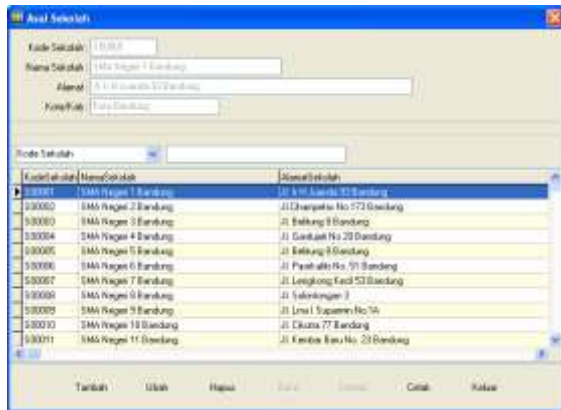 Asal Sekolah
Kode Sekolah
Nama Sekolah SMA Negeri 1 Bandung
Alamat
Kota/Kab Kota Bandung
Kode Sekolah
KodeSekolah NamaSekolah AlamatSekolah
S00001 SMA Negeri 1 Bandung Jl. Ir. H. Juanda 93 Bandung
S00002 SMA Negeri 2 Bandung Jl Cihampelas No 173 Bandung
S00003 SMA Negeri 3 Bandung Jl. Belitung 8 Bandung
S00004 SMA Negeri 4 Bandung Jl. Gardujati No 20 Bandung
S00005 SMA Negeri 5 Bandung Jl. Belitung 8 Bandung
S00006 SMA Negeri 6 Bandung Jl. Pasirkaliki No. 51 Bandung
S00007 SMA Negeri 7 Bandung Jl. Lengkong Kecil 53 Bandung
S00008 SMA Negeri 8 Bandung Jl. Solontongan 3
S00009 SMA Negeri 9 Bandung Jl. No 1A
S00010 SMA Negeri 10 Bandung Jl. Cikutra 77 Bandung
S00011 SMA Negeri 11 Bandung Jl. Kembar Baru No. 23 Bandung
Tambah Ubah Hapus Cetak Keluar